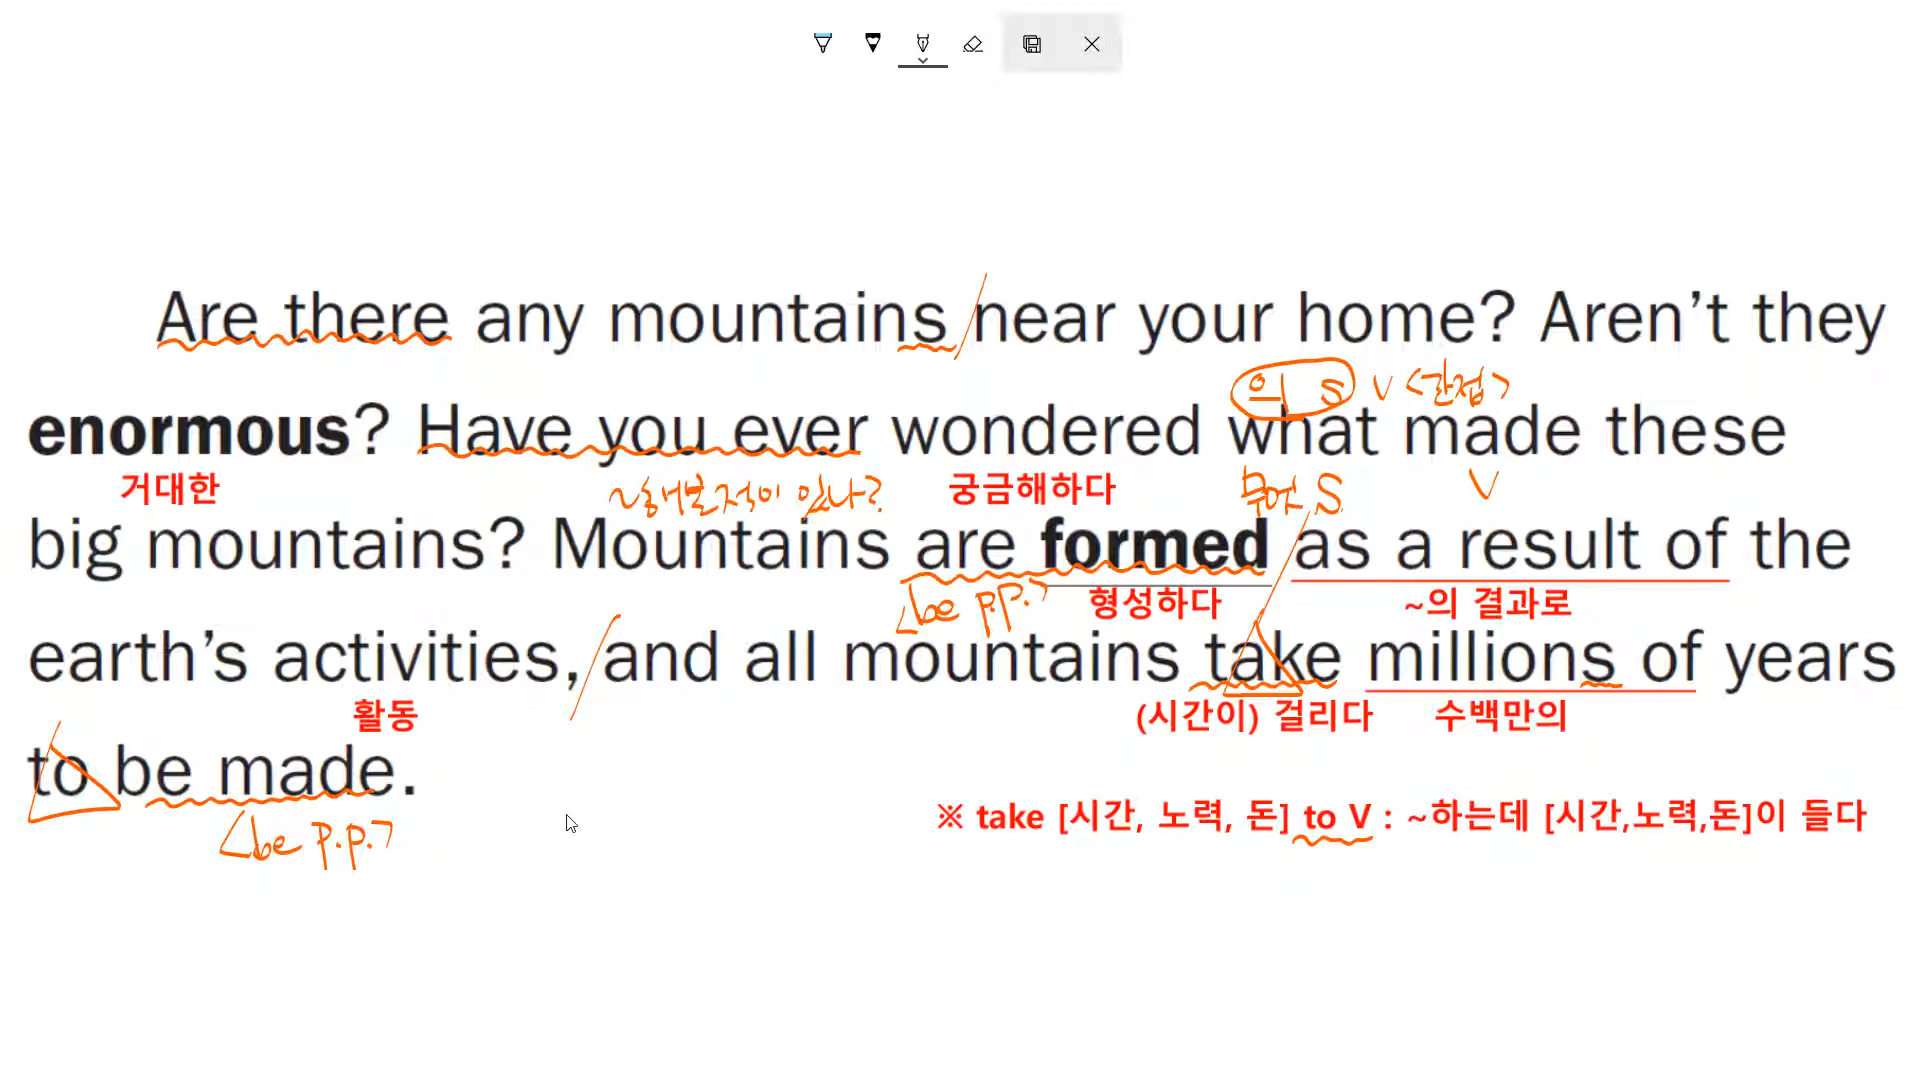 Are there any mountains near your home? Aren't they
의 S V <간접>
enormous? Have you ever wondered what made these
거대한 ~해본적이 있나? 궁금해하다 무엇 S V
big mountains? Mountains are formed as a result of the
<be p.p.> 형성하다 ~의 결과로
earth's activities, and all mountains take millions of years
활동 (시간이) 걸리다 수백만의
to be made.
※ take [시간, 노력, 돈] to V : ~하는데 [시간,노력,돈]이 들다
<be p.p.>